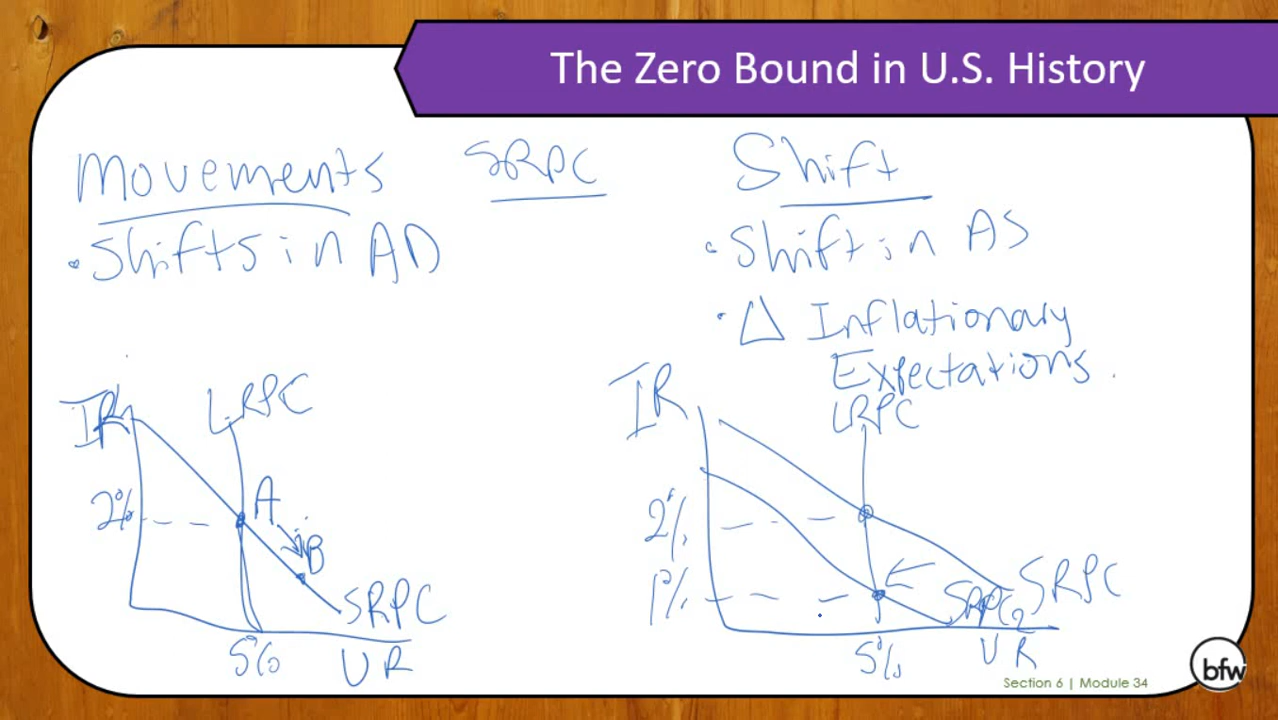 The Zero Bound in U.S. History
Movements
SRPC
Shift
• Shifts in AD
• Shift in AS
• Δ Inflationary
Expectations.
IR
LRPC
2%
A
B
SRPC
5%
UR
IR
LRPC
2%
1%
SRPC
SRPC2
5%
UR
Section 6 | Module 34
bfw